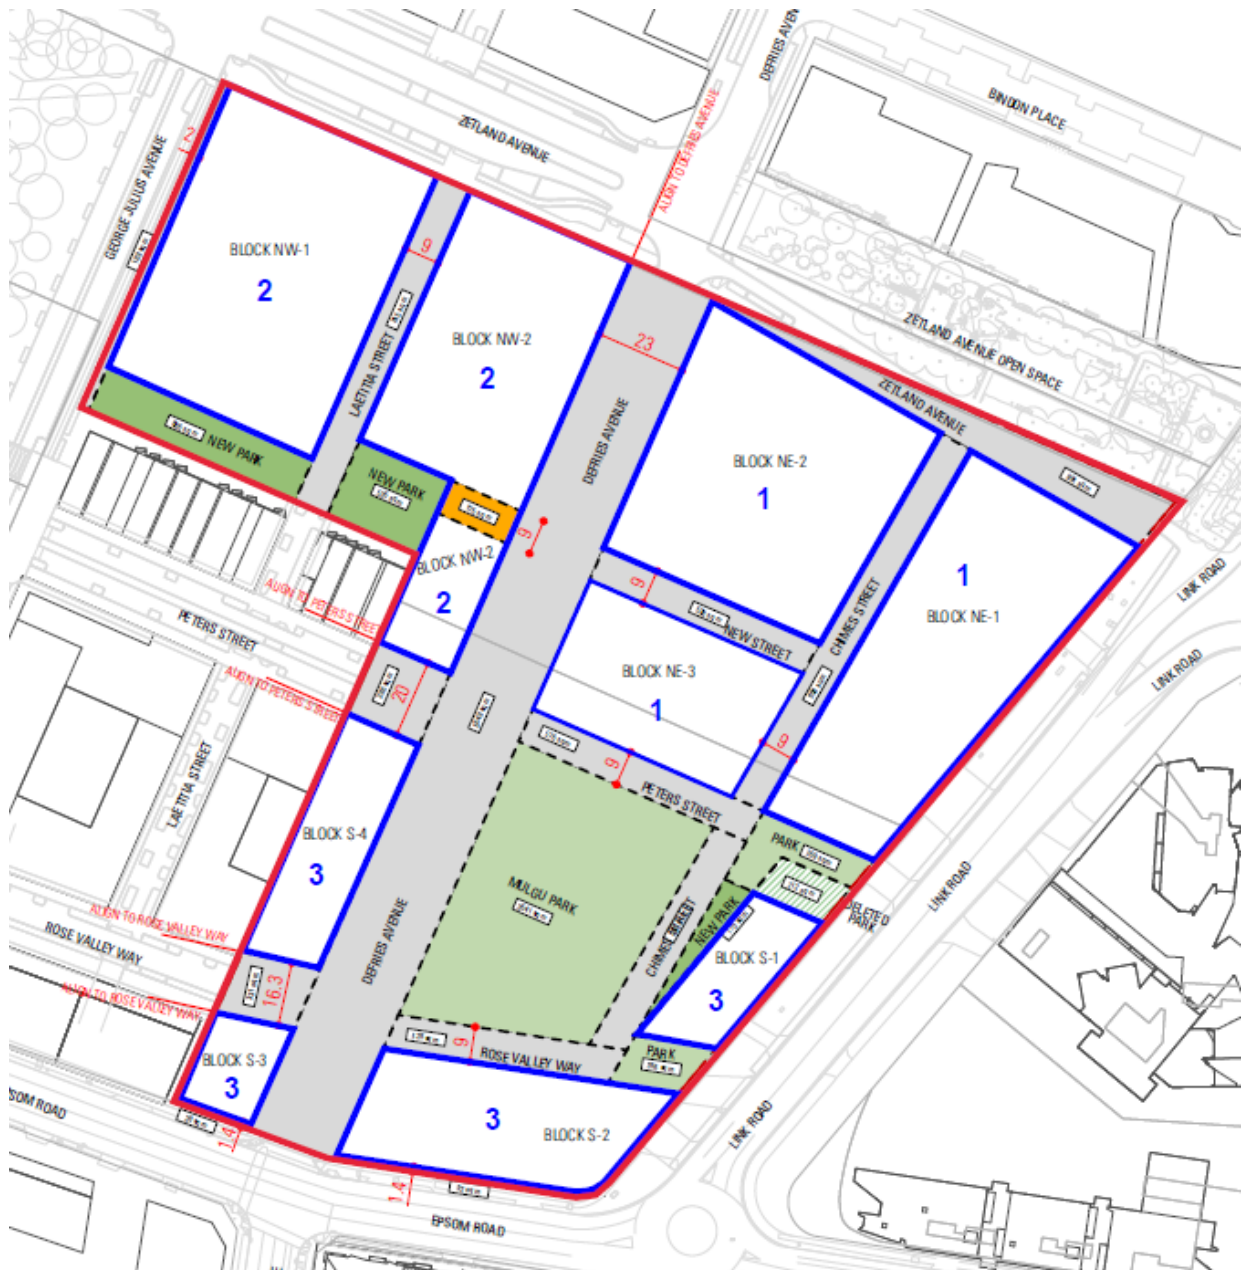 DEFRIES AVENUE
BINDON PLACE
ZETLAND AVENUE
ALIGN TO DEFRIES AVENUE
GEORGE JULIUS AVENUE
2
BLOCK NW-1
2
9
LAETITIA STREET
BLOCK NW-2
2
23
ZETLAND AVENUE OPEN SPACE
ZETLAND AVENUE
DEFRIES AVENUE
BLOCK NE-2
1
NEW PARK
NEW PARK
9
BLOCK NW-2
2
1
BLOCK NE-1
LINK ROAD
ALIGN TO PETERS STREET
PETERS STREET
9
NEW STREET
CHIMES STREET
BLOCK NE-3
1
LINK ROAD
ALIGN TO PETERS STREET
20
9
9
PETERS STREET
LAETITIA STREET
BLOCK S-4
3
PARK
MULGU PARK
DELETED
PARK
LINK ROAD
ALIGN TO ROSE VALLEY WAY
ROSE VALLEY WAY
DEFRIES AVENUE
CHIMES STREET
NEW PARK
BLOCK S-1
3
16.3
ALIGN TO ROSE VALLEY WAY
9
ROSE VALLEY WAY
PARK
BLOCK S-3
3
SOM ROAD
1.4
3
BLOCK S-2
LINK ROAD
1.4
EPSOM ROAD